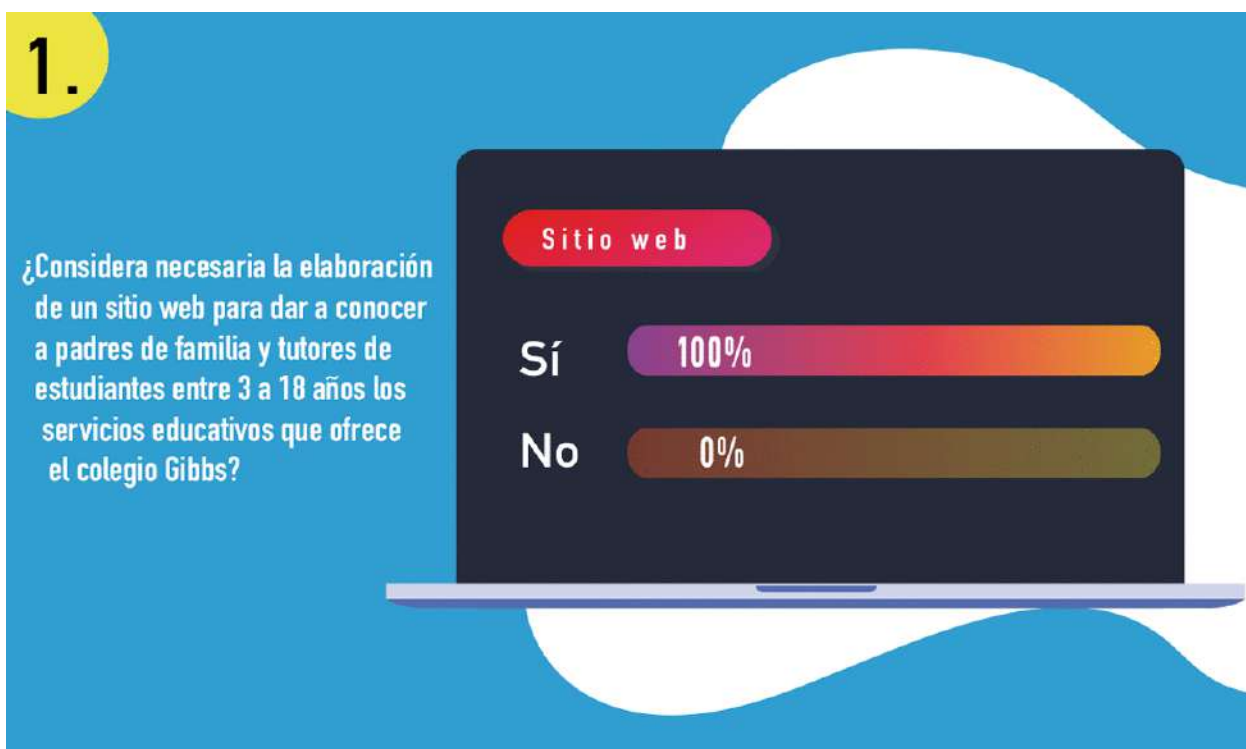 1.
¿Considera necesaria la elaboración
de un sitio web para dar a conocer
a padres de familia y tutores de
estudiantes entre 3 a 18 años los
servicios educativos que ofrece
el colegio Gibbs?
Sitio web
Sí 100%
No 0%